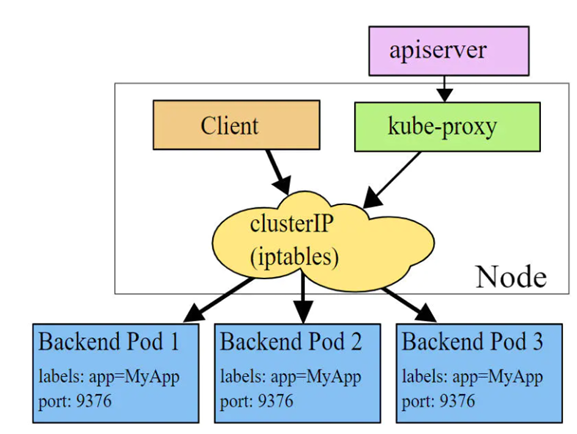 apiserver
Client
kube-proxy
clusterIP
(iptables)
Node
Backend Pod 1
labels: app=MyApp
port: 9376
Backend Pod 2
labels: app=MyApp
port: 9376
Backend Pod 3
labels: app=MyApp
port: 9376